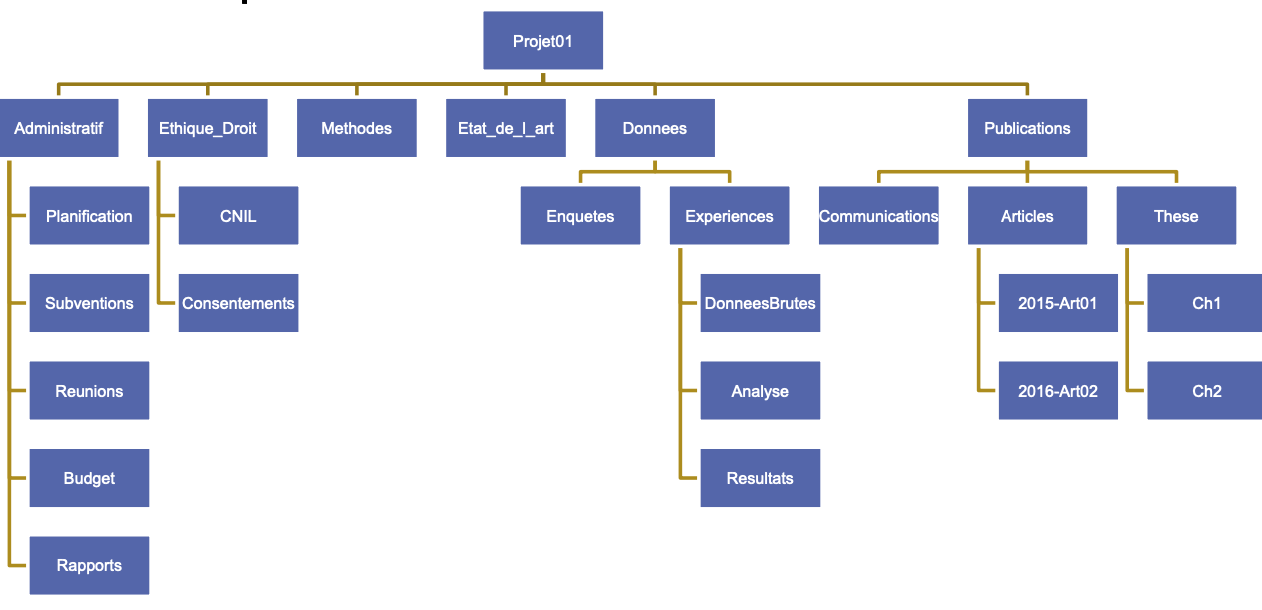 Projet01
Administratif
Ethique_Droit
Methodes
Etat_de_l_art
Donnees
Publications
Planification
CNIL
Enquetes
Experiences
Communications
Articles
These
Subventions
Consentements
DonneesBrutes
2015-Art01
Ch1
Reunions
Analyse
2016-Art02
Ch2
Budget
Resultats
Rapports